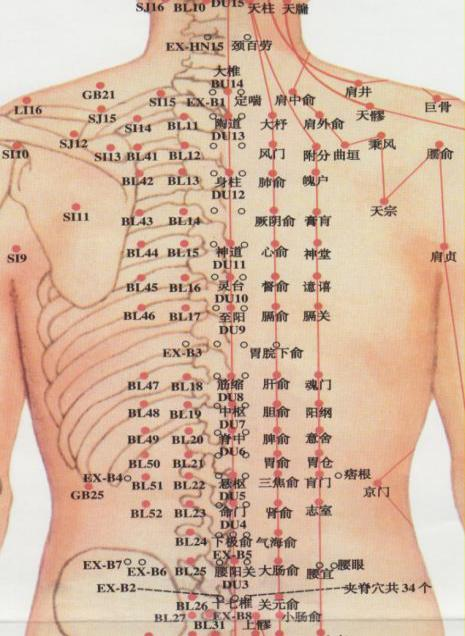 SJ16 BL10 DU15 天柱 天牖
EX-HN15 颈百劳
大椎
DU14
GB21 肩井
LI16 SI15 EX-B1 定喘 肩中俞 巨骨
SJ15 天髎
SI14 BL11 陶道 大杼 肩外俞
DU13
SJ12 秉风
SI10 SI13 BL41 BL12 风门 附分 曲垣 臑俞
BL42 BL13 身柱 肺俞 魄户
DU12
SI11 天宗
BL43 BL14 厥阴俞 膏肓
SI9 BL44 BL15 神道 心俞 神堂 肩贞
DU11
BL45 BL16 灵台 督俞 譩譆
DU10
BL46 BL17 至阳 膈俞 膈关
DU9
EX-B3 胃脘下俞
BL47 BL18 筋缩 肝俞 魂门
DU8
BL48 BL19 中枢 胆俞 阳纲
DU7
BL49 BL20 脊中 脾俞 意舍
DU6
BL50 BL21 胃俞 胃仓
EX-B4 痞根
BL51 BL22 悬枢 三焦俞 肓门
GB25 DU5 京门
BL52 BL23 命门 肾俞 志室
DU4
BL24 下极俞 气海俞
EX-B5
EX-B7 EX-B6 BL25 腰阳关 大肠俞 腰宜 腰眼
DU3
EX-B2 夹脊穴共34个
BL26 十七椎 关元俞
BL27 EX-B8 小肠俞
BL31 上髎